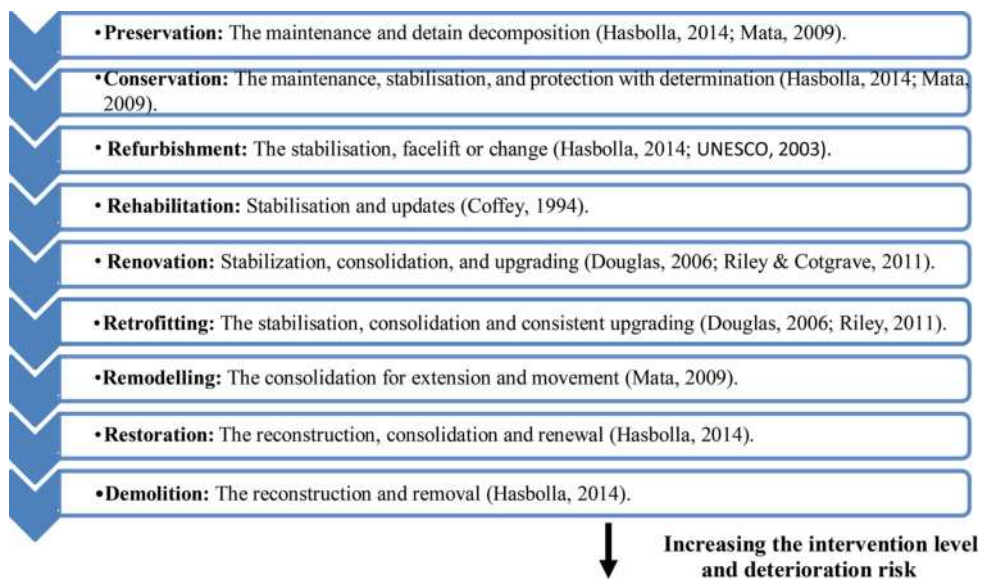 •Preservation: The maintenance and detain decomposition (Hasbolla, 2014; Mata, 2009).
•Conservation: The maintenance, stabilisation, and protection with determination (Hasbolla, 2014; Mata,
2009).
• Refurbishment: The stabilisation, facelift or change (Hasbolla, 2014; UNESCO, 2003).
• Rehabilitation: Stabilisation and updates (Coffey, 1994).
• Renovation: Stabilization, consolidation, and upgrading (Douglas, 2006; Riley & Cotgrave, 2011).
•Retrofitting: The stabilisation, consolidation and consistent upgrading (Douglas, 2006; Riley, 2011).
•Remodelling: The consolidation for extension and movement (Mata, 2009).
•Restoration: The reconstruction, consolidation and renewal (Hasbolla, 2014).
•Demolition: The reconstruction and removal (Hasbolla, 2014).
Increasing the intervention level
and deterioration risk